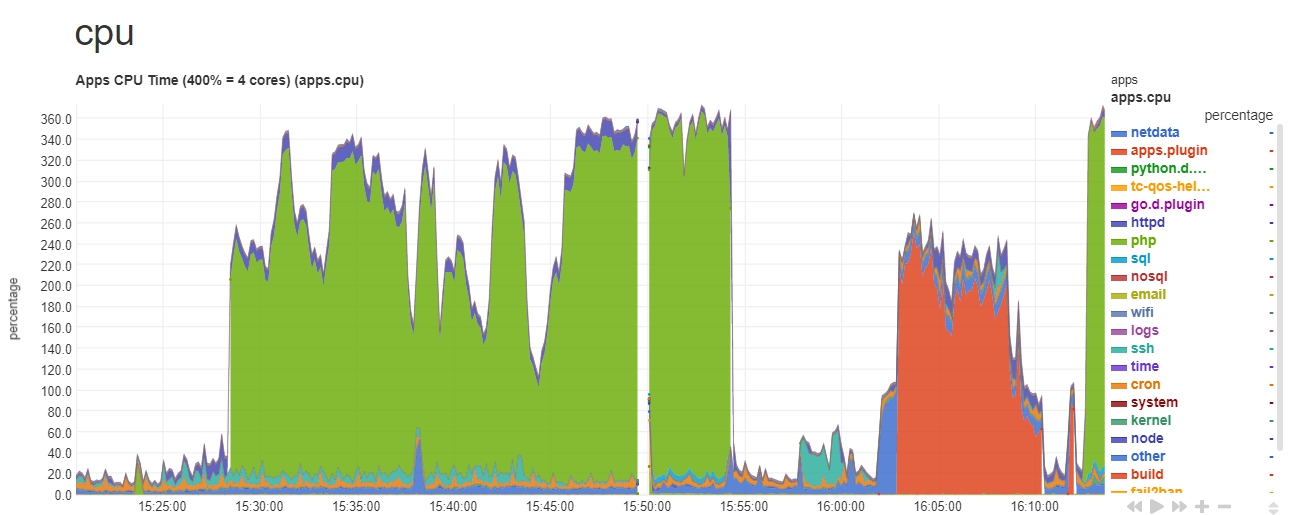 cpu
Apps CPU Time (400% = 4 cores) (apps.cpu)
apps
apps.cpu
percentage
360.0
340.0
320.0
300.0
280.0
260.0
240.0
220.0
200.0
180.0
160.0
140.0
120.0
100.0
80.0
60.0
40.0
20.0
0.0
percentage
15:25:00
15:30:00
15:35:00
15:40:00
15:45:00
15:50:00
15:55:00
16:00:00
16:05:00
16:10:00
netdata -
apps.plugin -
python.d.… -
tc-qos-hel… -
go.d.plugin -
httpd -
php -
sql -
nosql -
email -
wifi -
logs -
ssh -
time -
cron -
system -
kernel -
node -
other -
build -
fail2ban -